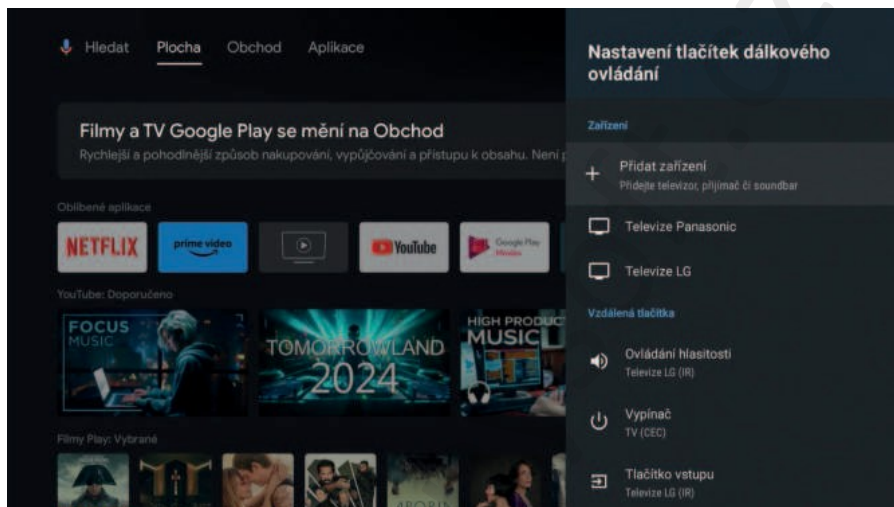 Hledat Plocha Obchod Aplikace
Filmy a TV Google Play se mění na Obchod
Rychlejší a pohodlnější způsob nakupování, vypůjčování a přístupu k obsahu. Není
Oblíbené aplikace
NETFLIX prime video YouTube Google Play
YouTube: Doporučeno
FOCUS
MUSIC
TOMORROWLAND
2024
HIGH PRODUC
MUSIC
Filmy Play: Vybrané
Nastavení tlačítek dálkového
ovládání
Zařízení
Přidat zařízení
Přidejte televizor, přijímač či soundbar
Televize Panasonic
Televize LG
Vzdálená tlačítka
Ovládání hlasitosti
Televize LG (IR)
Vypínač
TV (CEC)
Tlačítko vstupu
Televize LG (IR)